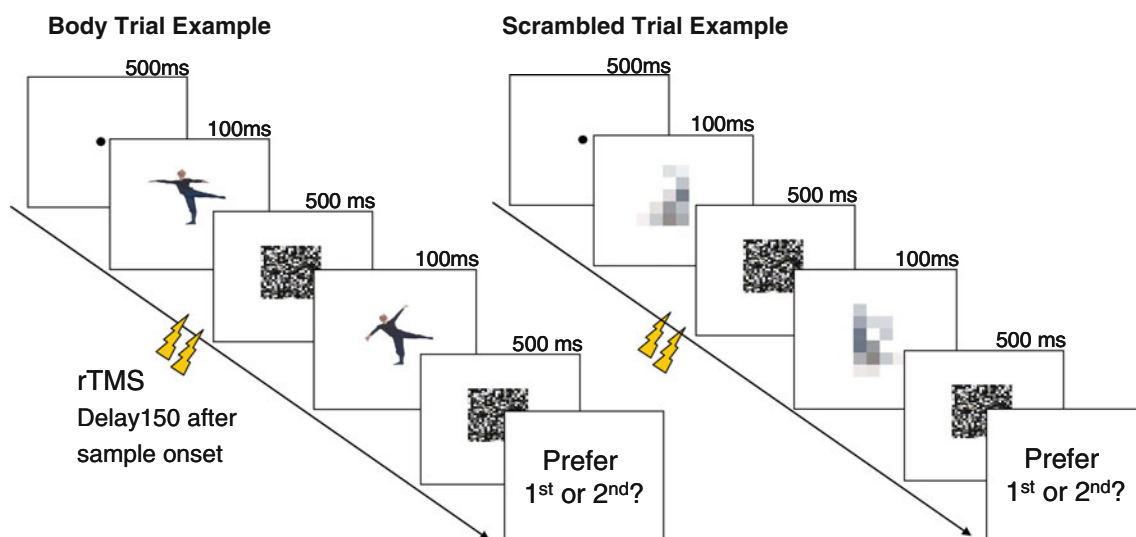 Body Trial Example
500ms
100ms
500 ms
100ms
500 ms
rTMS
Delay150 after
sample onset
Prefer
1st or 2nd?
Scrambled Trial Example
500ms
100ms
500 ms
100ms
500 ms
Prefer
1st or 2nd?